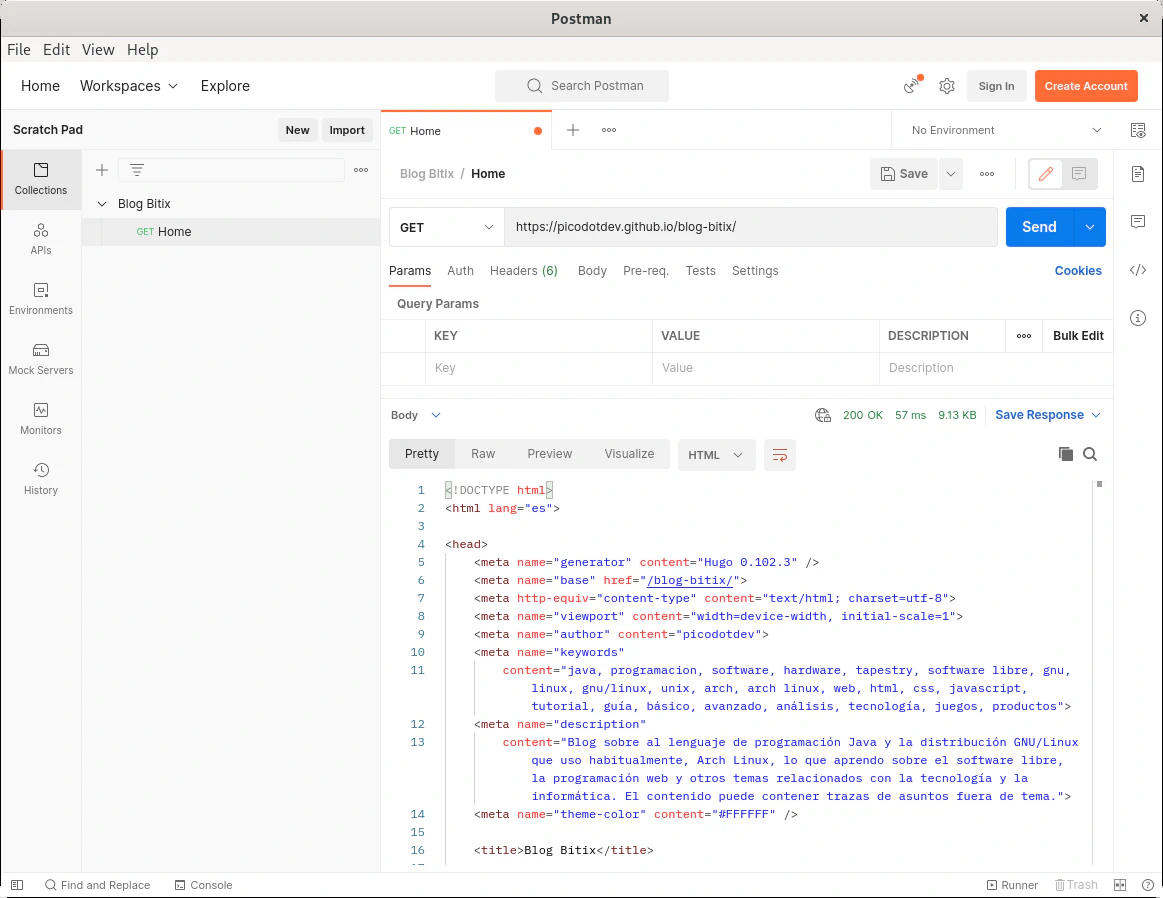 Postman
File Edit View Help
Home Workspaces Explore Search Postman Sign In Create Account
Scratch Pad New Import GET Home No Environment
Collections
APIs
Environments
Mock Servers
Monitors
History
Blog Bitix
GET Home
Blog Bitix / Home Save
GET https://picodotdev.github.io/blog-bitix/ Send
Params Auth Headers (6) Body Pre-req. Tests Settings Cookies
Query Params
KEY VALUE DESCRIPTION Bulk Edit
Key Value Description
Body 200 OK 57 ms 9.13 KB Save Response
Pretty Raw Preview Visualize HTML
1 <!DOCTYPE html>
2 <html lang="es">
3
4 <head>
5 <meta name="generator" content="Hugo 0.102.3" />
6 <meta name="base" href="/blog-bitix/">
7 <meta http-equiv="content-type" content="text/html; charset=utf-8">
8 <meta name="viewport" content="width=device-width, initial-scale=1">
9 <meta name="author" content="picodotdev">
10 <meta name="keywords"
11 content="java, programacion, software, hardware, tapestry, software libre, gnu,
linux, gnu/linux, unix, arch, arch linux, web, html, css, javascript,
tutorial, guía, básico, avanzado, análisis, tecnología, juegos, productos">
12 <meta name="description"
13 content="Blog sobre al lenguaje de programación Java y la distribución GNU/Linux
que uso habitualmente, Arch Linux, lo que aprendo sobre el software libre,
la programación web y otros temas relacionados con la tecnología y la
informática. El contenido puede contener trazas de asuntos fuera de tema.">
14 <meta name="theme-color" content="#FFFFFF" />
15
16 <title>Blog Bitix</title>
Find and Replace Console Runner Trash